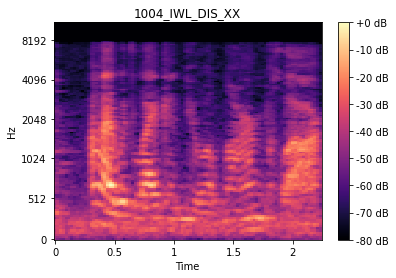 1004_IWL_DIS_XX
Hz
8192
4096
2048
1024
512
0
0
0.5
1
1.5
2
Time
+0 dB
-10 dB
-20 dB
-30 dB
-40 dB
-50 dB
-60 dB
-70 dB
-80 dB